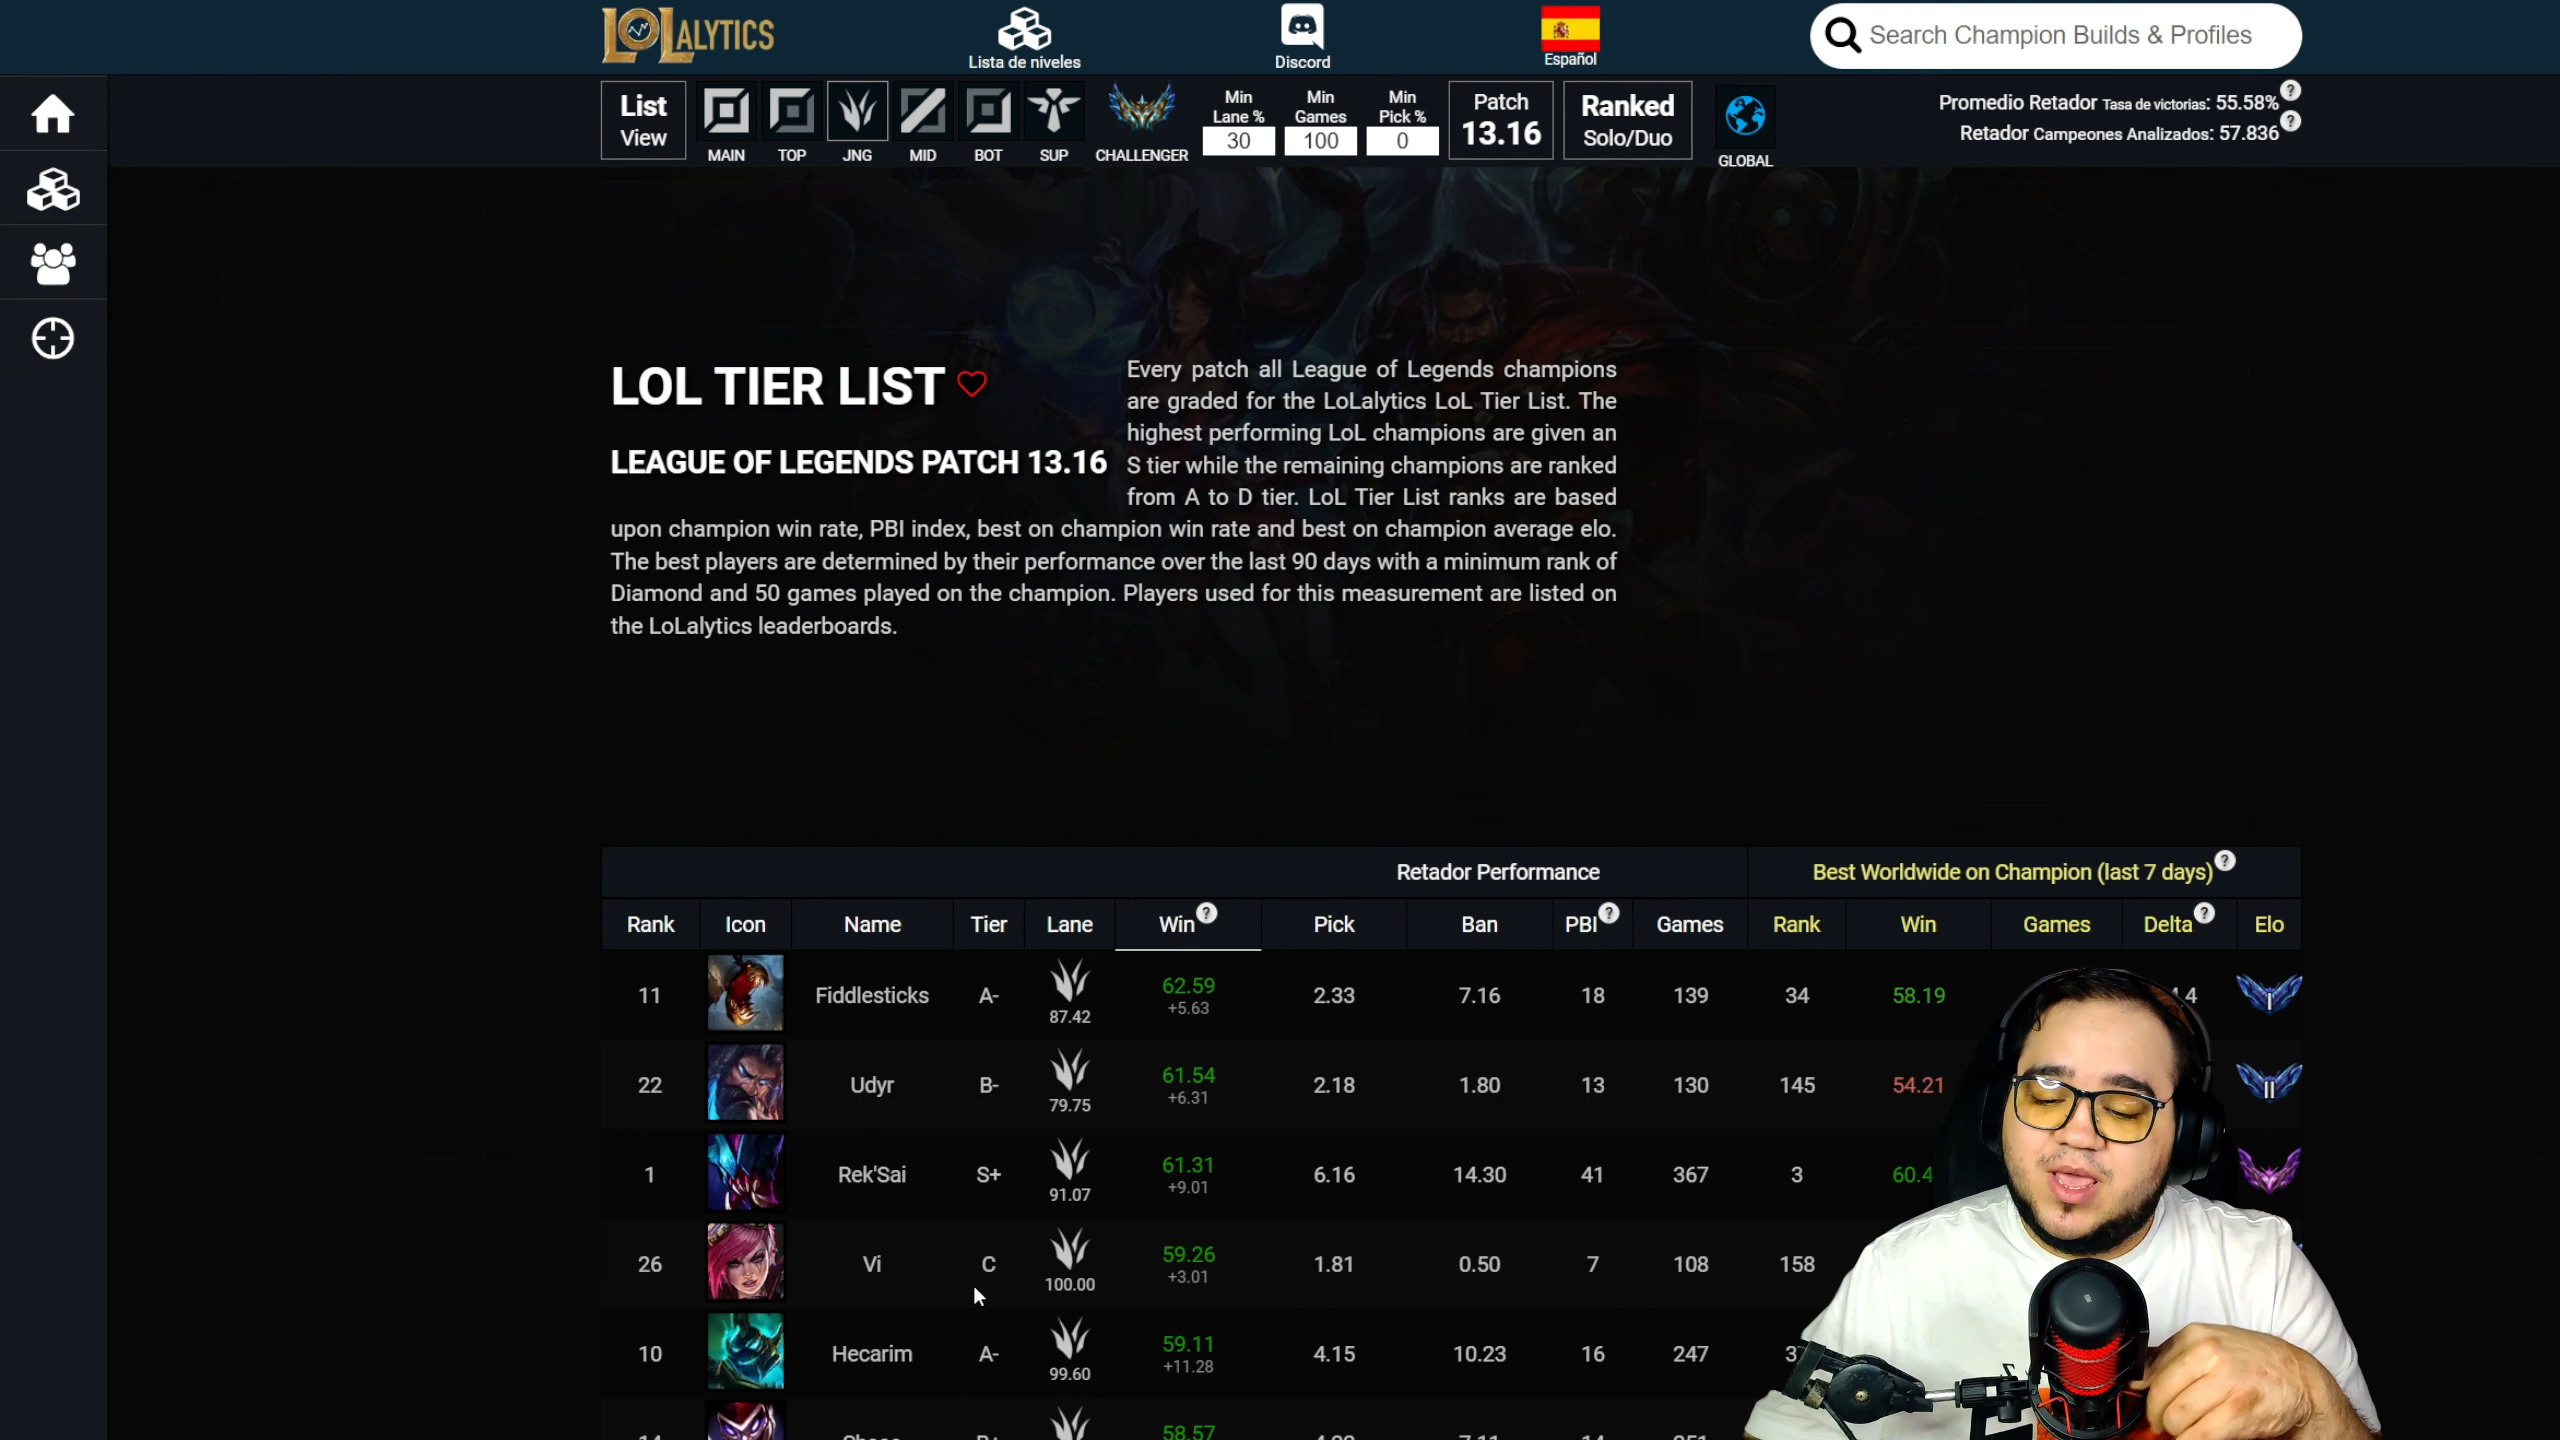 LOLALYTICS
Lista de niveles
Discord
Español
Search Champion Builds & Profiles
List
View
MAIN
TOP
JNG
MID
BOT
SUP
CHALLENGER
Min
Lane %
30
Min
Games
100
Min
Pick %
0
Patch
13.16
Ranked
Solo/Duo
GLOBAL
Promedio Retador Tasa de victorias: 55.58% ?
Retador Campeones Analizados: 57.836 ?
LOL TIER LIST
LEAGUE OF LEGENDS PATCH 13.16
Every patch all League of Legends champions
are graded for the LoLalytics LoL Tier List. The
highest performing LoL champions are given an
S tier while the remaining champions are ranked
from A to D tier. LoL Tier List ranks are based
upon champion win rate, PBI index, best on champion win rate and best on champion average elo.
The best players are determined by their performance over the last 90 days with a minimum rank of
Diamond and 50 games played on the champion. Players used for this measurement are listed on
the LoLalytics leaderboards.
Retador Performance
Best Worldwide on Champion (last 7 days) ?
Rank Icon Name Tier Lane Win ? Pick Ban PBI ? Games Rank Win Games Delta ? Elo
11 Fiddlesticks A- 87.42 62.59 +5.63 2.33 7.16 18 139 34 58.19 I
22 Udyr B- 79.75 61.54 +6.31 2.18 1.80 13 130 145 54.21 II
1 Rek'Sai S+ 91.07 61.31 +9.01 6.16 14.30 41 367 3 60.4
26 Vi C 100.00 59.26 +3.01 1.81 0.50 7 108 158
10 Hecarim A- 99.60 59.11 +11.28 4.15 10.23 16 247
58.57